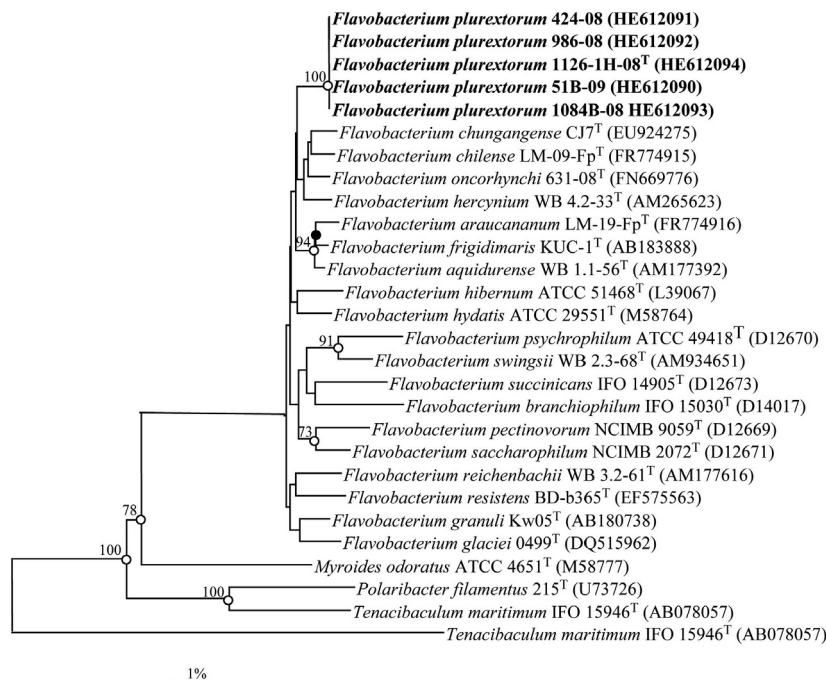 Flavobacterium plurextorum 424-08 (HE612091)
Flavobacterium plurextorum 986-08 (HE612092)
Flavobacterium plurextorum 1126-1H-08ᵀ (HE612094)
100
Flavobacterium plurextorum 51B-09 (HE612090)
Flavobacterium plurextorum 1084B-08 HE612093)
Flavobacterium chungangense CJ7ᵀ (EU924275)
Flavobacterium chilense LM-09-Fpᵀ (FR774915)
Flavobacterium oncorhynchi 631-08ᵀ (FN669776)
Flavobacterium hercynium WB 4.2-33ᵀ (AM265623)
Flavobacterium araucananum LM-19-Fpᵀ (FR774916)
94
Flavobacterium frigidimaris KUC-1ᵀ (AB183888)
Flavobacterium aquidurense WB 1.1-56ᵀ (AM177392)
Flavobacterium hibernum ATCC 51468ᵀ (L39067)
Flavobacterium hydatis ATCC 29551ᵀ (M58764)
91
Flavobacterium psychrophilum ATCC 49418ᵀ (D12670)
Flavobacterium swingsii WB 2.3-68ᵀ (AM934651)
Flavobacterium succinicans IFO 14905ᵀ (D12673)
Flavobacterium branchiophilum IFO 15030ᵀ (D14017)
73
Flavobacterium pectinovorum NCIMB 9059ᵀ (D12669)
Flavobacterium saccharophilum NCIMB 2072ᵀ (D12671)
Flavobacterium reichenbachii WB 3.2-61ᵀ (AM177616)
Flavobacterium resistens BD-b365ᵀ (EF575563)
78
Flavobacterium granuli Kw05ᵀ (AB180738)
Flavobacterium glaciei 0499ᵀ (DQ515962)
100
Myroides odoratus ATCC 4651ᵀ (M58777)
100
Polaribacter filamentus 215ᵀ (U73726)
Tenacibaculum maritimum IFO 15946ᵀ (AB078057)
Tenacibaculum maritimum IFO 15946ᵀ (AB078057)
1%